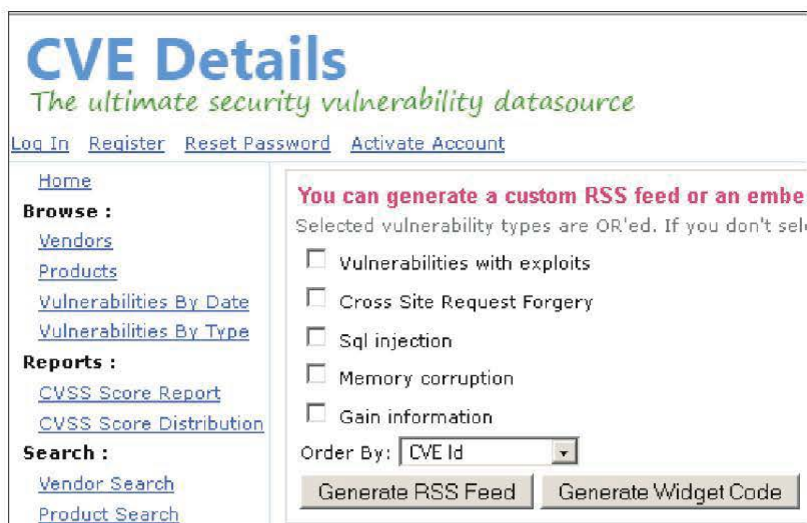 CVE Details
The ultimate security vulnerability datasource
Log In Register Reset Password Activate Account
Home
Browse :
Vendors
Products
Vulnerabilities By Date
Vulnerabilities By Type
Reports :
CVSS Score Report
CVSS Score Distribution
Search :
Vendor Search
Product Search
You can generate a custom RSS feed or an embe
Selected vulnerability types are OR'ed. If you don't sele
Vulnerabilities with exploits
Cross Site Request Forgery
Sql injection
Memory corruption
Gain information
Order By: CVE Id
Generate RSS Feed Generate Widget Code